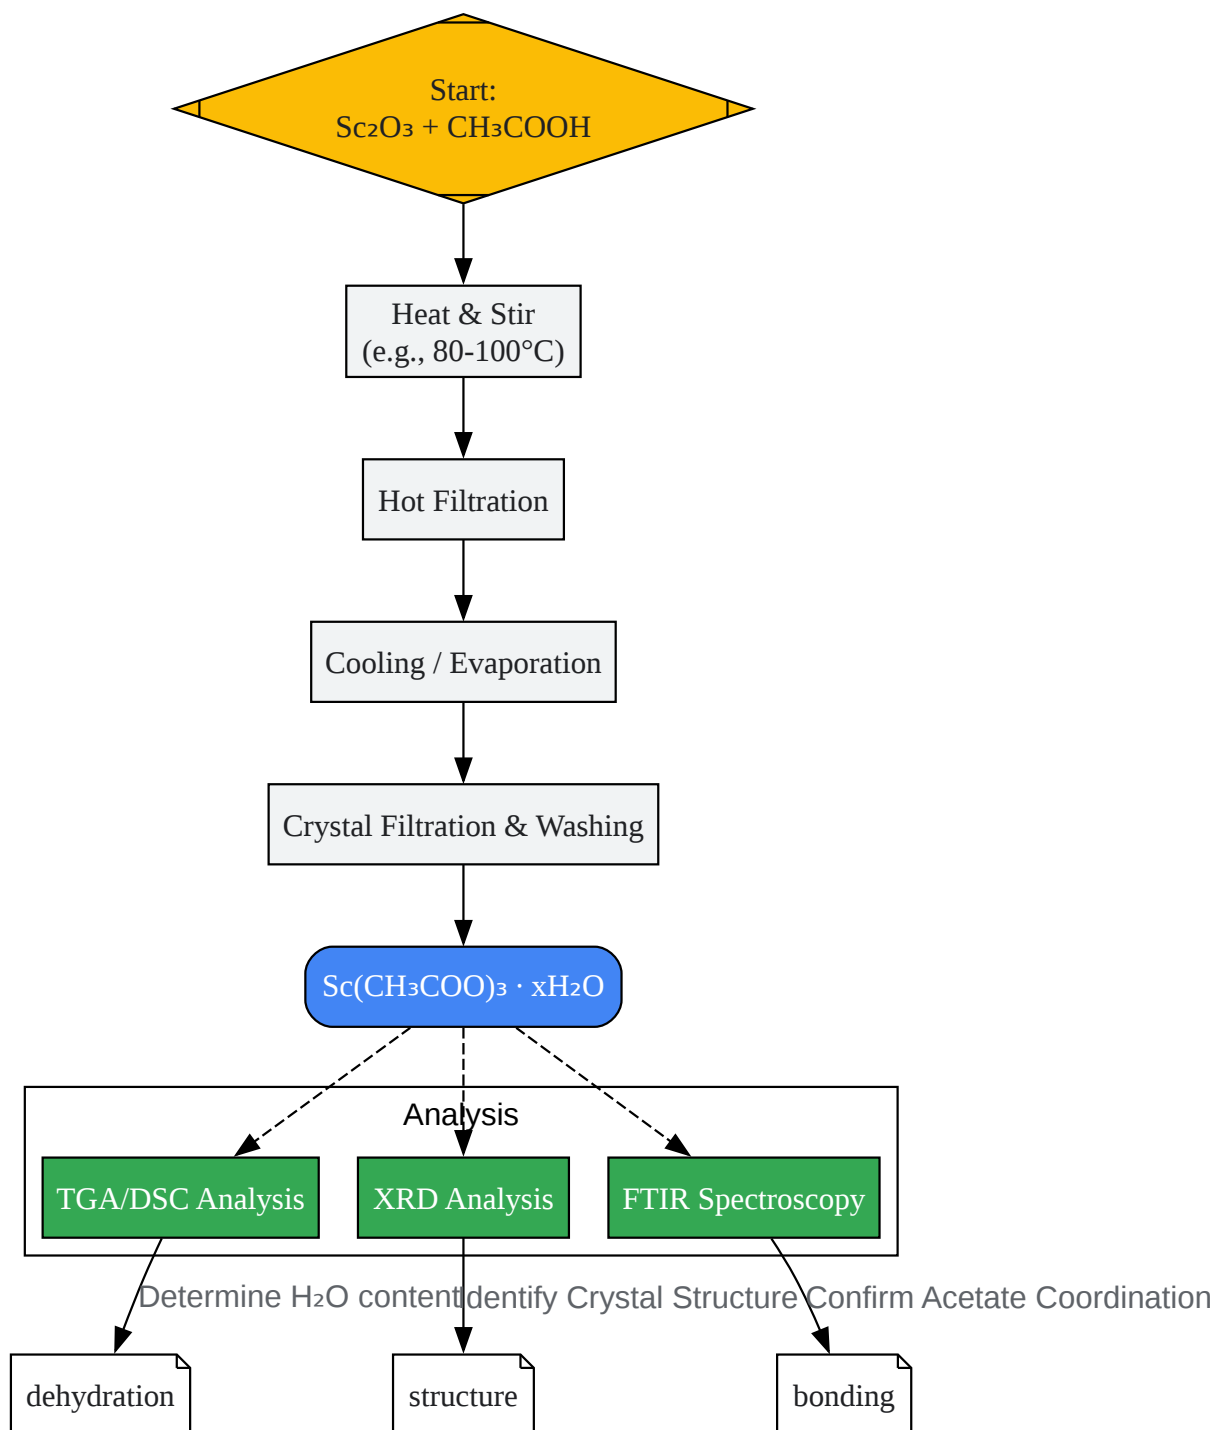 Start:
Sc₂O₃ + CH₃COOH
Heat & Stir
(e.g., 80-100°C)
Hot Filtration
Cooling / Evaporation
Crystal Filtration & Washing
Sc(CH₃COO)₃ · xH₂O
Analysis
TGA/DSC Analysis
XRD Analysis
FTIR Spectroscopy
Determine H₂O content
Identify Crystal Structure
Confirm Acetate Coordination
dehydration
structure
bonding